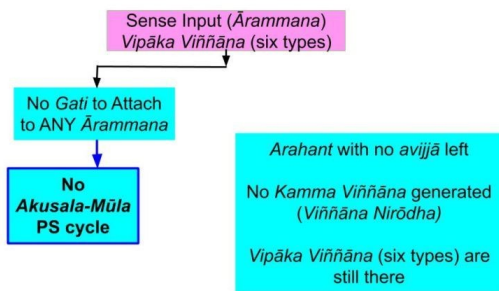 Sense Input (Ārammana)
Vipāka Viññāna (six types)
No Gati to Attach
to ANY Ārammana
No
Akusala-Mūla
PS cycle
Arahant with no avijjā left
No Kamma Viññāna generated
(Viññāna Nirōdha)
Vipāka Viññāna (six types) are
still there